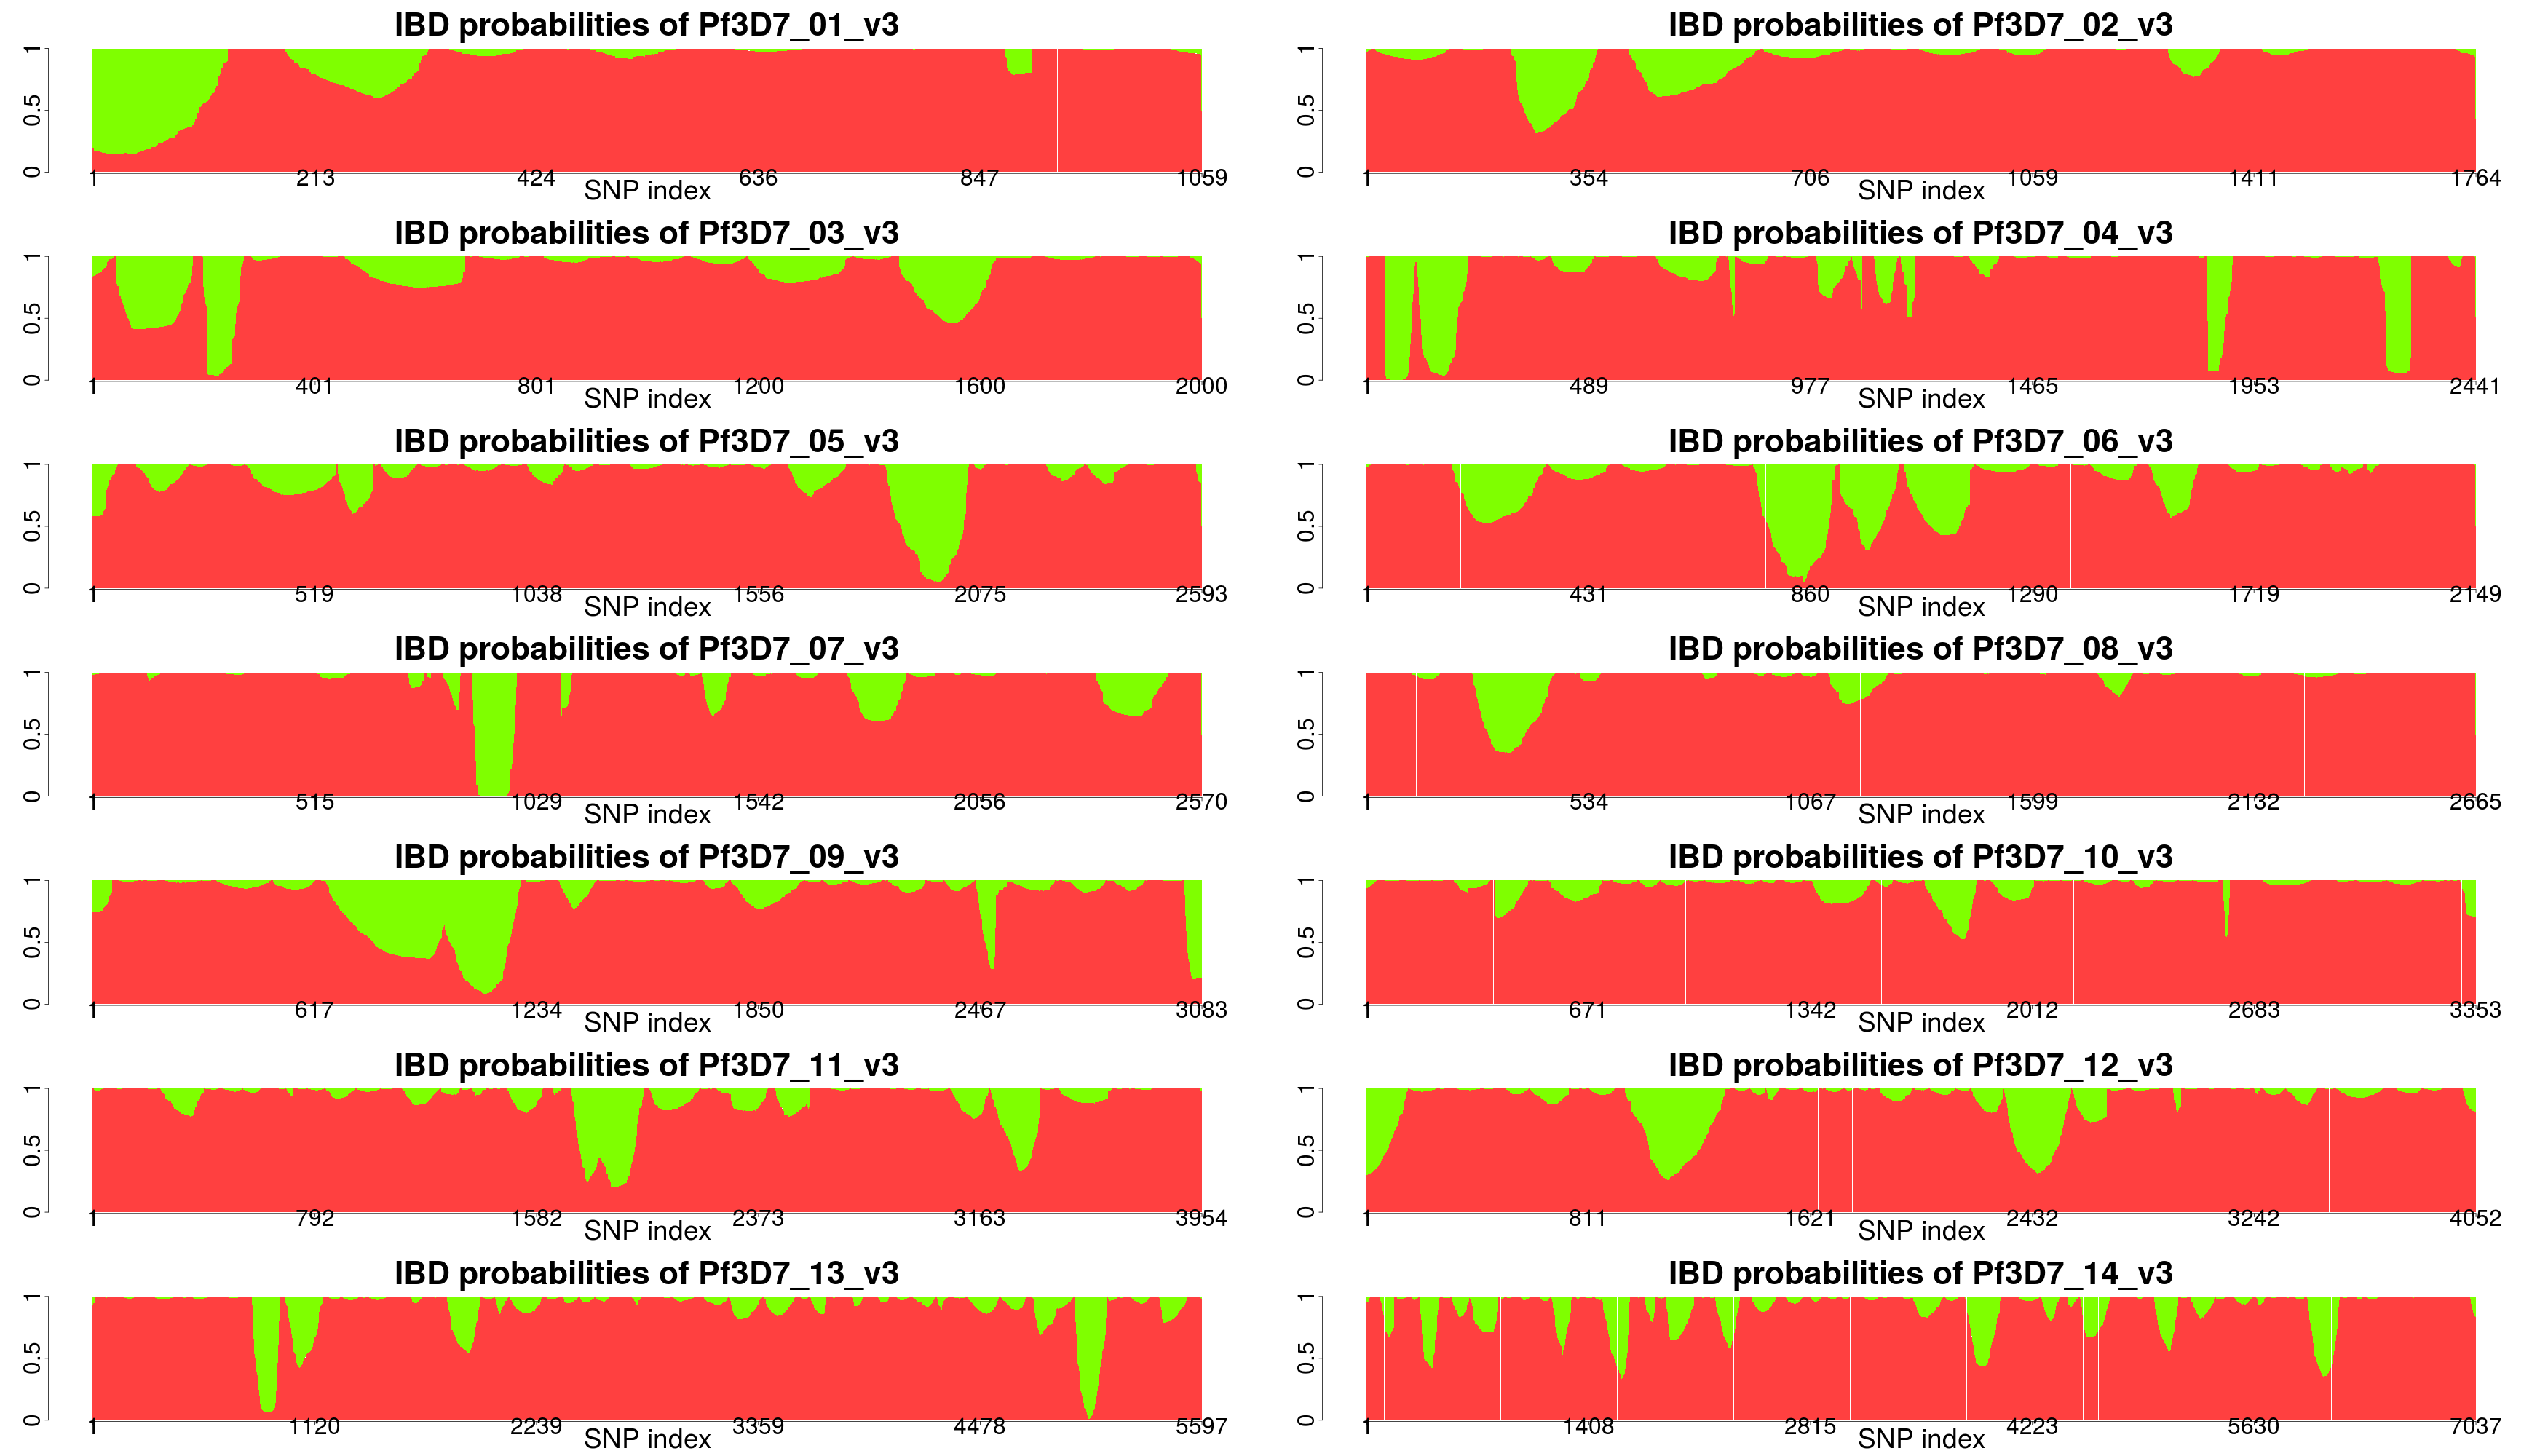 IBD probabilities of Pf3D7_01_v3
0 0.5 1
1 213 424 636 847 1059
SNP index
IBD probabilities of Pf3D7_02_v3
0 0.5 1
1 354 706 1059 1411 1764
SNP index
IBD probabilities of Pf3D7_03_v3
0 0.5 1
1 401 801 1200 1600 2000
SNP index
IBD probabilities of Pf3D7_04_v3
0 0.5 1
1 489 977 1465 1953 2441
SNP index
IBD probabilities of Pf3D7_05_v3
0 0.5 1
1 519 1038 1556 2075 2593
SNP index
IBD probabilities of Pf3D7_06_v3
0 0.5 1
1 431 860 1290 1719 2149
SNP index
IBD probabilities of Pf3D7_07_v3
0 0.5 1
1 515 1029 1542 2056 2570
SNP index
IBD probabilities of Pf3D7_08_v3
0 0.5 1
1 534 1067 1599 2132 2665
SNP index
IBD probabilities of Pf3D7_09_v3
0 0.5 1
1 617 1234 1850 2467 3083
SNP index
IBD probabilities of Pf3D7_10_v3
0 0.5 1
1 671 1342 2012 2683 3353
SNP index
IBD probabilities of Pf3D7_11_v3
0 0.5 1
1 792 1582 2373 3163 3954
SNP index
IBD probabilities of Pf3D7_12_v3
0 0.5 1
1 811 1621 2432 3242 4052
SNP index
IBD probabilities of Pf3D7_13_v3
0 0.5 1
1 1120 2239 3359 4478 5597
SNP index
IBD probabilities of Pf3D7_14_v3
0 0.5 1
1 1408 2815 4223 5630 7037
SNP index